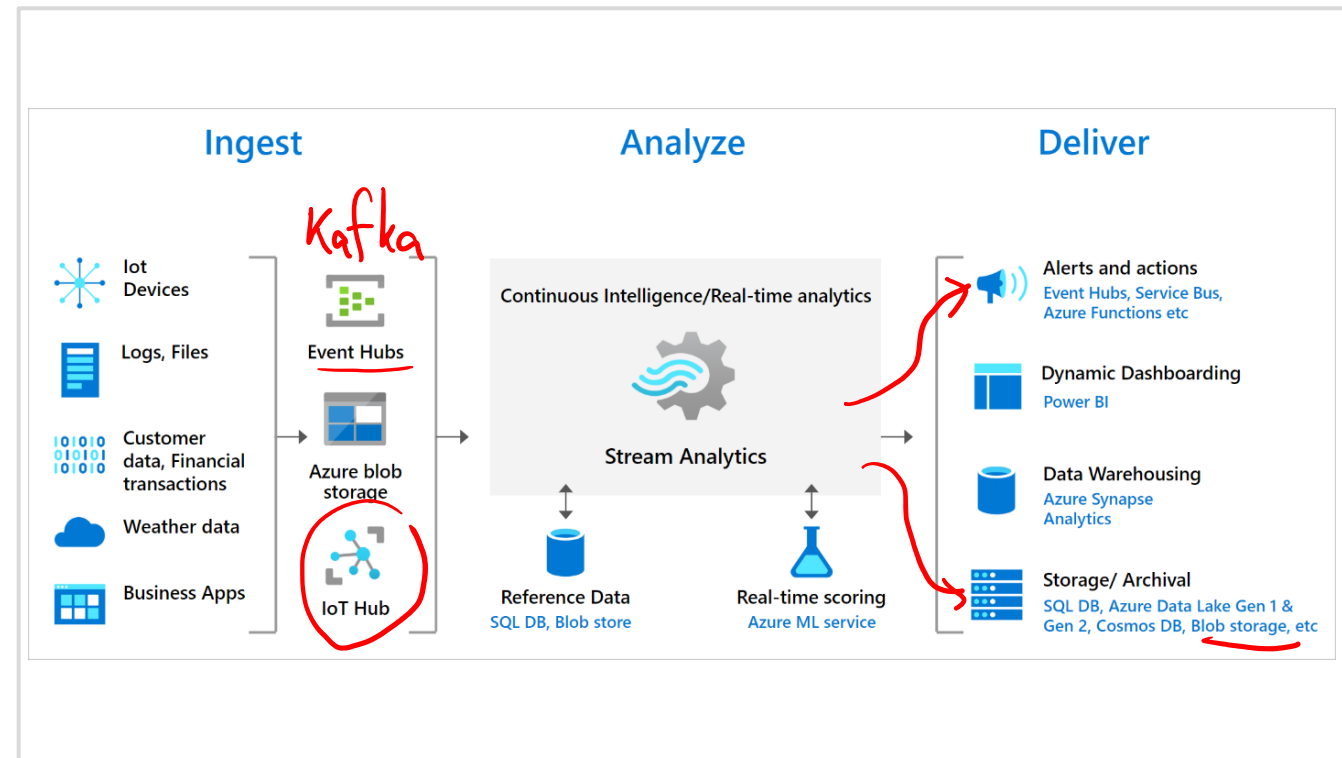 Ingest
Analyze
Deliver
Kafka
Iot
Devices
Logs, Files
Customer
data, Financial
transactions
Weather data
Business Apps
Event Hubs
Azure blob
storage
IoT Hub
Continuous Intelligence/Real-time analytics
Stream Analytics
Reference Data
SQL DB, Blob store
Real-time scoring
Azure ML service
Alerts and actions
Event Hubs, Service Bus,
Azure Functions etc
Dynamic Dashboarding
Power BI
Data Warehousing
Azure Synapse
Analytics
Storage/ Archival
SQL DB, Azure Data Lake Gen 1 &
Gen 2, Cosmos DB, Blob storage, etc